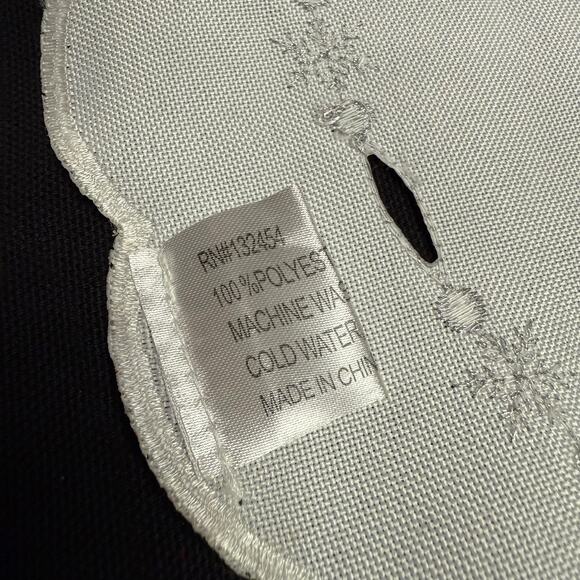 RN#132454
100%POLYEST
MACHINE WAS
COLD WATER
MADE IN CHIN